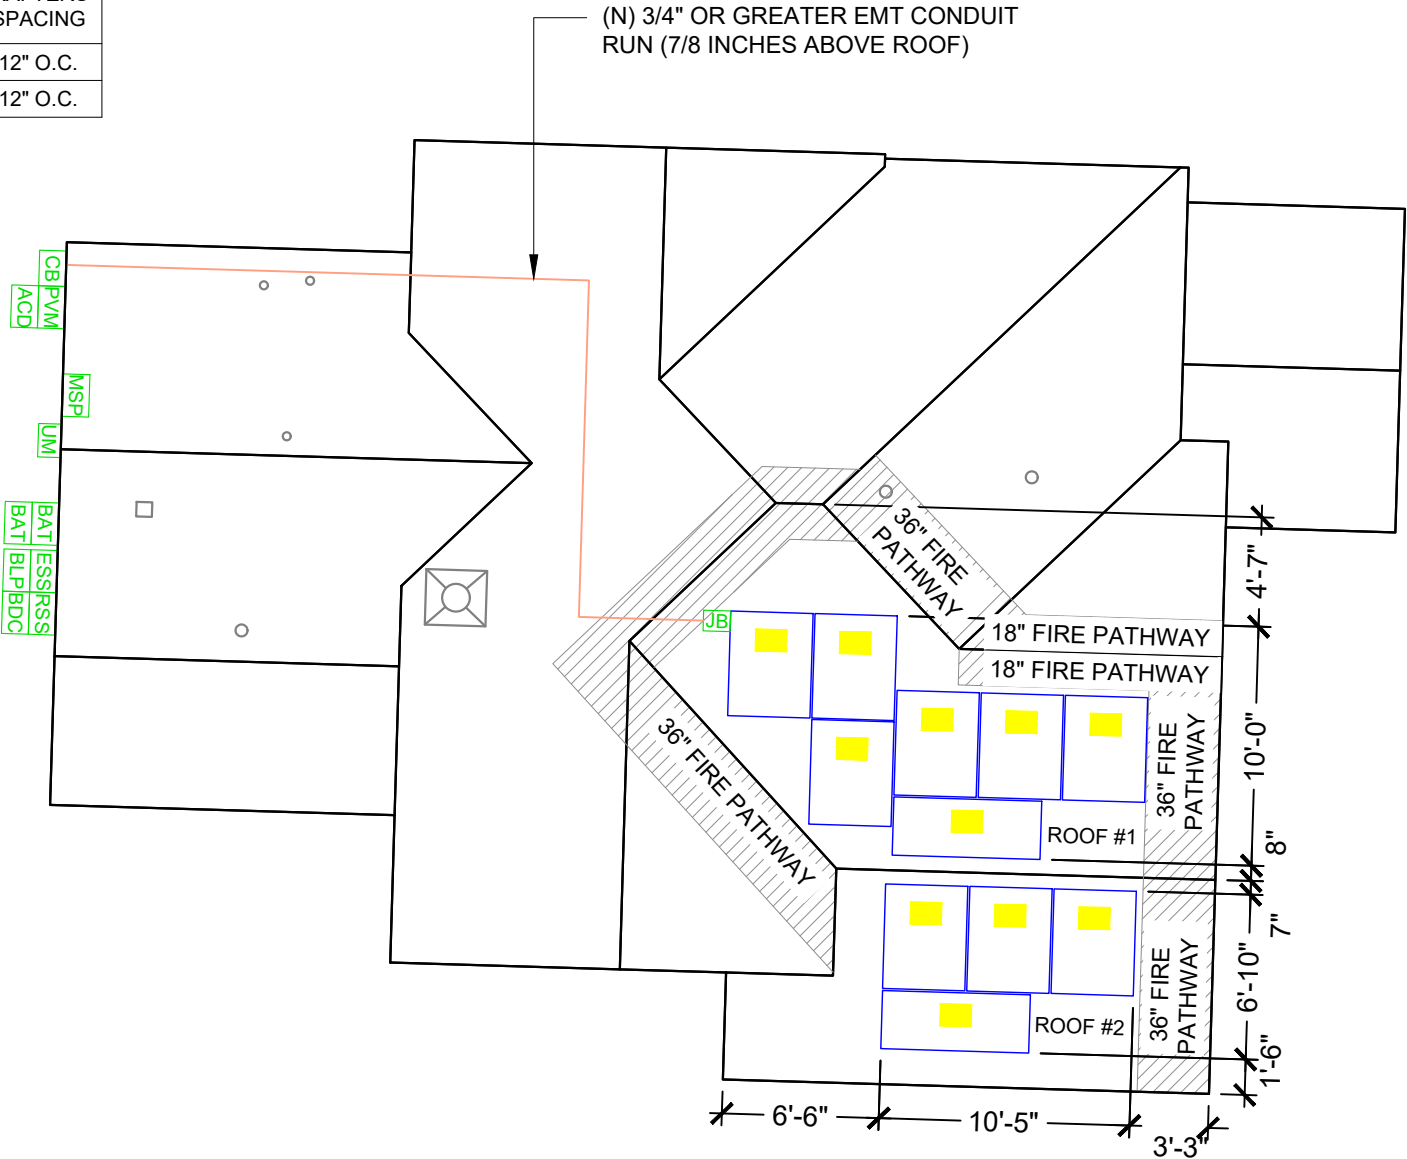 SPACING
12" O.C.
12" O.C.
(N) 3/4" OR GREATER EMT CONDUIT
RUN (7/8 INCHES ABOVE ROOF)
CB
PVM
ACD
MSP
UM
BAT
BAT
ESS
BLP
RSS
BDC
JB
36" FIRE
PATHWAY
18" FIRE PATHWAY
18" FIRE PATHWAY
36" FIRE PATHWAY
36" FIRE
PATHWAY
ROOF #1
36" FIRE
PATHWAY
ROOF #2
4'-7"
10'-0"
8"
7"
6'-10"
1'-6"
6'-6"
10'-5"
3'-3"